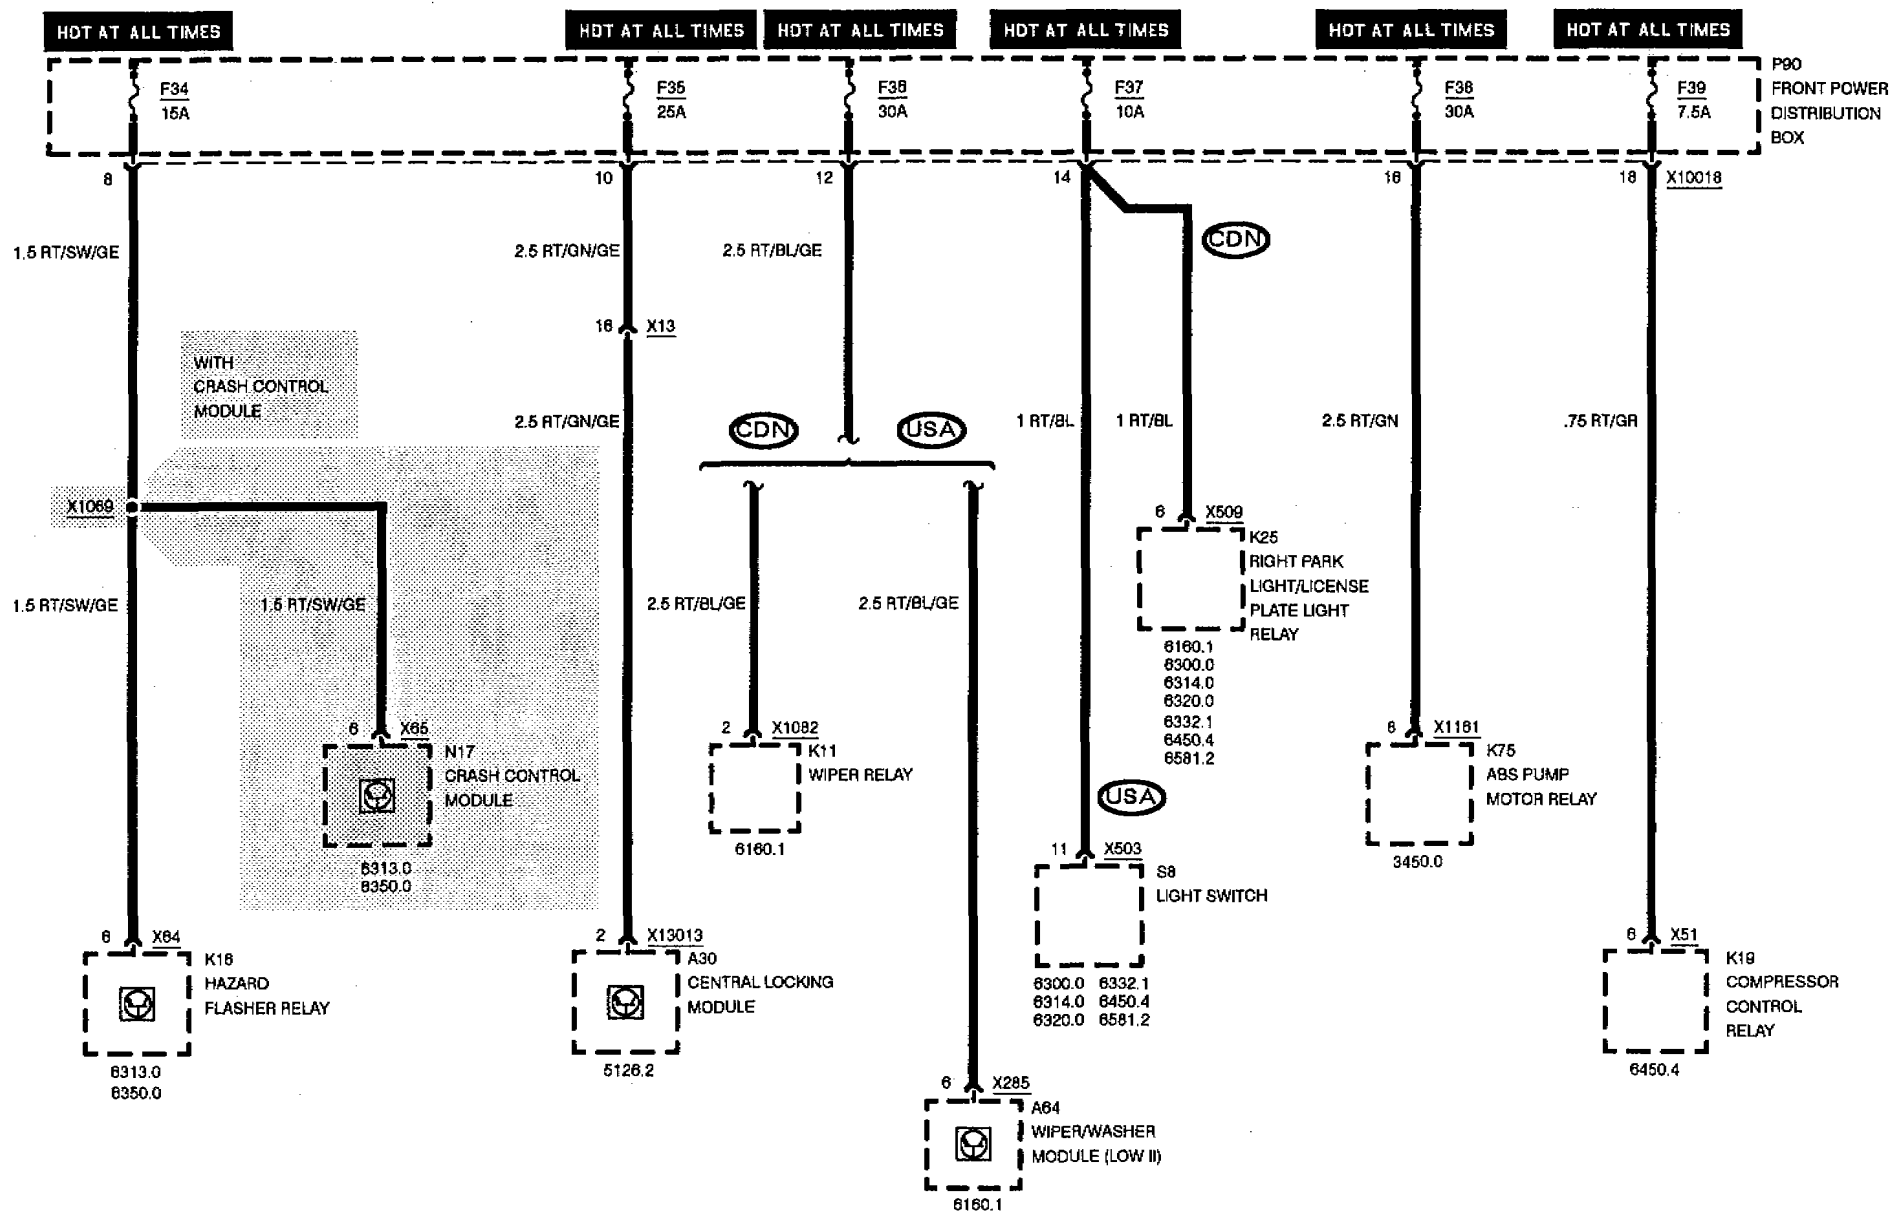 HOT AT ALL TIMES
HOT AT ALL TIMES
HOT AT ALL TIMES
HOT AT ALL TIMES
HOT AT ALL TIMES
HOT AT ALL TIMES
F34
15A
F35
25A
F36
30A
F37
10A
F38
30A
F39
7.5A
P90
FRONT POWER
DISTRIBUTION
BOX
8
10
12
14
16
18
X10018
1.5 RT/SW/GE
2.5 RT/GN/GE
2.5 RT/BL/GE
CDN
16
X13
WITH
CRASH CONTROL
MODULE
2.5 RT/GN/GE
CDN
USA
1 RT/BL
1 RT/BL
2.5 RT/GN
.75 RT/GR
X1069
6
X509
K25
RIGHT PARK
LIGHT/LICENSE
PLATE LIGHT
RELAY
6160.1
6300.0
6314.0
6320.0
6332.1
6450.4
6581.2
1.5 RT/SW/GE
1.5 RT/SW/GE
2.5 RT/BL/GE
2.5 RT/BL/GE
6
X65
N17
CRASH CONTROL
MODULE
6313.0
6350.0
2
X1082
K11
WIPER RELAY
6160.1
6
X1161
K75
ABS PUMP
MOTOR RELAY
3450.0
USA
11
X503
S8
LIGHT SWITCH
6300.0 6332.1
6314.0 6450.4
6320.0 6581.2
6
X64
K16
HAZARD
FLASHER RELAY
6313.0
6350.0
2
X13013
A30
CENTRAL LOCKING
MODULE
5126.2
6
X51
K19
COMPRESSOR
CONTROL
RELAY
6450.4
6
X285
A64
WIPER/WASHER
MODULE (LOW II)
6160.1